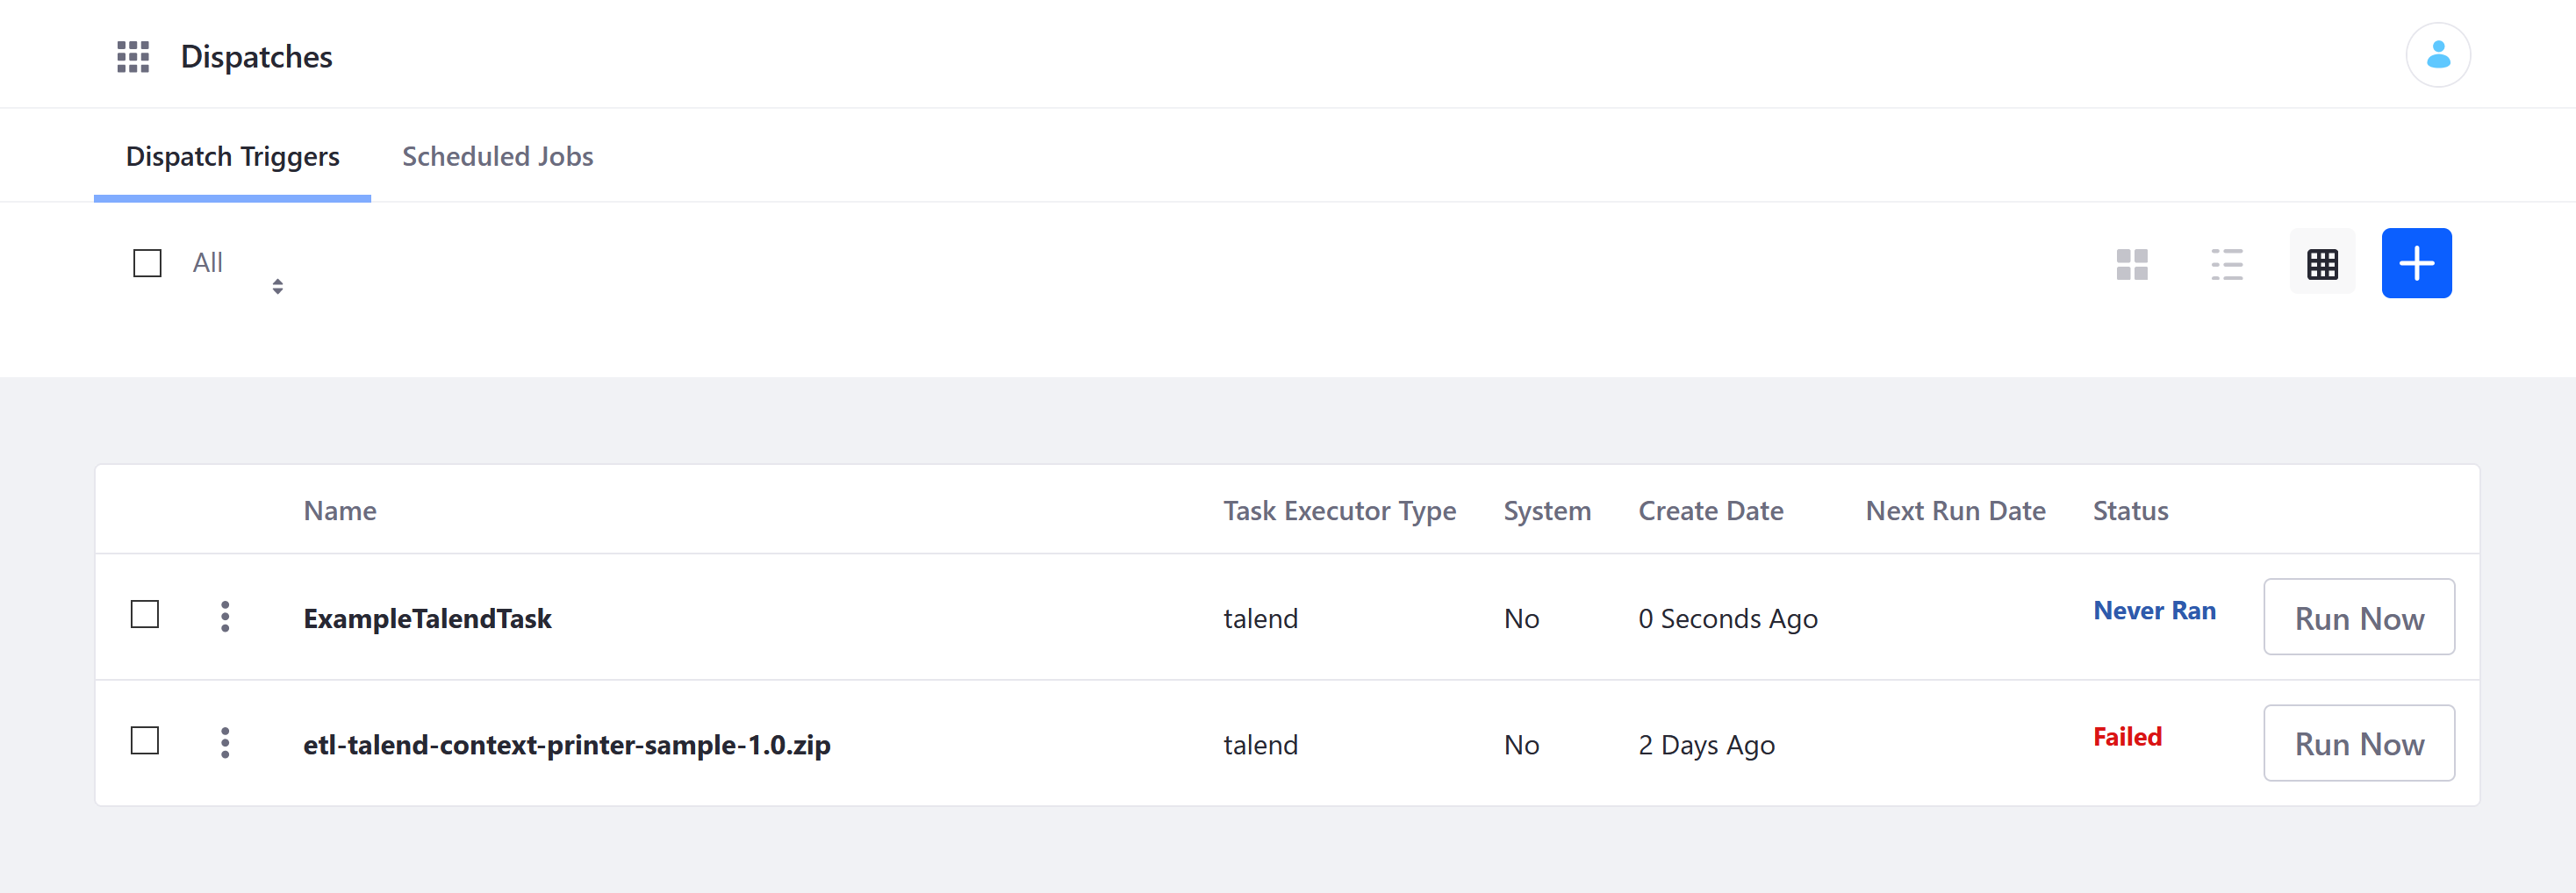 Dispatches
Dispatch Triggers Scheduled Jobs
All
Name Task Executor Type System Create Date Next Run Date Status
ExampleTalendTask talend No 0 Seconds Ago Never Ran Run Now
etl-talend-context-printer-sample-1.0.zip talend No 2 Days Ago Failed Run Now